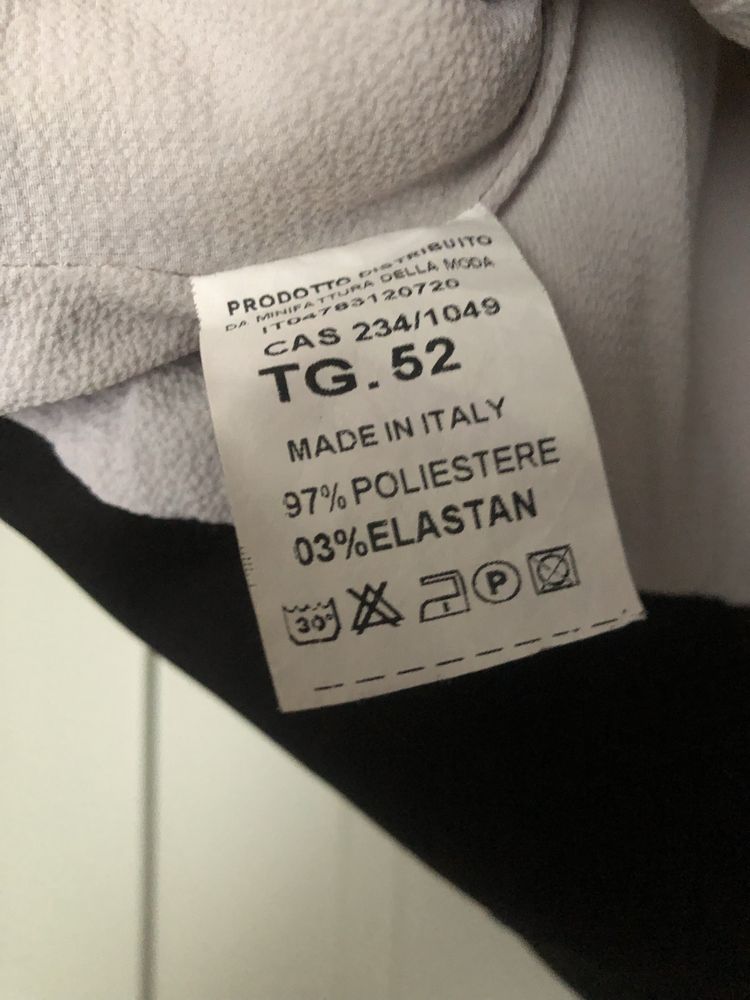 PRODOTTO DISTRIBUITO
DA MINIFATTURA DELLA MODA
IT04783120720
CAS 234/1049
TG.52
MADE IN ITALY
97% POLIESTERE
03%ELASTAN
30° P